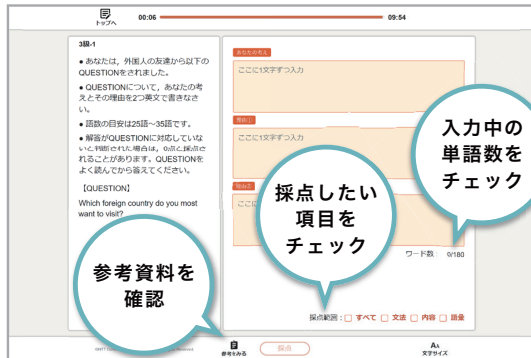 トップへ
00:06
09:54
3級-1
● あなたは、外国人の友達から以下の
QUESTIONをされました。
● QUESTIONについて、あなたの考
えとその理由を2つ英文で書きなさ
い。
● 語数の目安は25語～35語です。
● 解答がQUESTIONに対応していな
いと判断された場合は、0点と採点さ
れることがあります。QUESTIONを
よく読んでから答えてください。
【QUESTION】
Which foreign country do you most
want to visit?
あなたの考え
ここに1文字ずつ入力
理由1
ここに1文字ずつ入力
ここに
入力中の
単語数を
チェック
採点したい
項目を
チェック
参考資料を
確認
ワード数： 0/180
採点範囲：□ すべて □ 文法 □ 内容 □ 語彙
参考をみる
採点
AA
文字サイズ